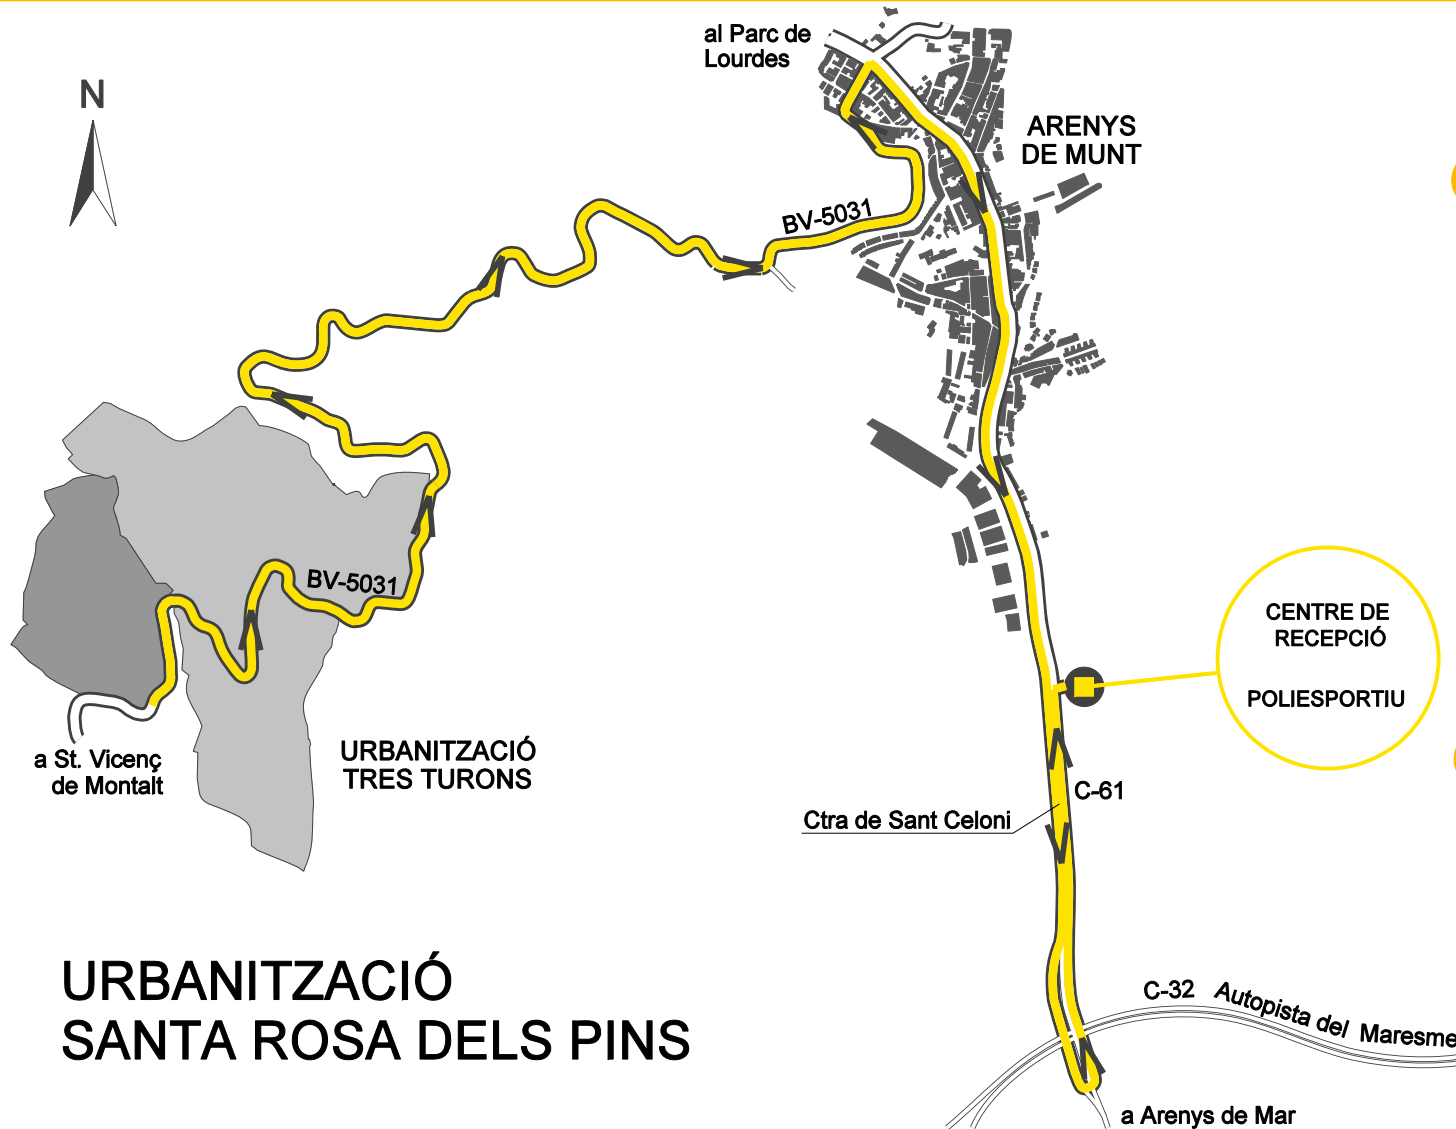 al Parc de
Lourdes
N
ARENYS
DE MUNT
BV-5031
BV-5031
CENTRE DE
RECEPCIÓ
POLIESPORTIU
URBANITZACIÓ
TRES TURONS
a St. Vicenç
de Montalt
C-61
Ctra de Sant Celoni
URBANITZACIÓ
SANTA ROSA DELS PINS
C-32 Autopista del Maresme
a Arenys de Mar